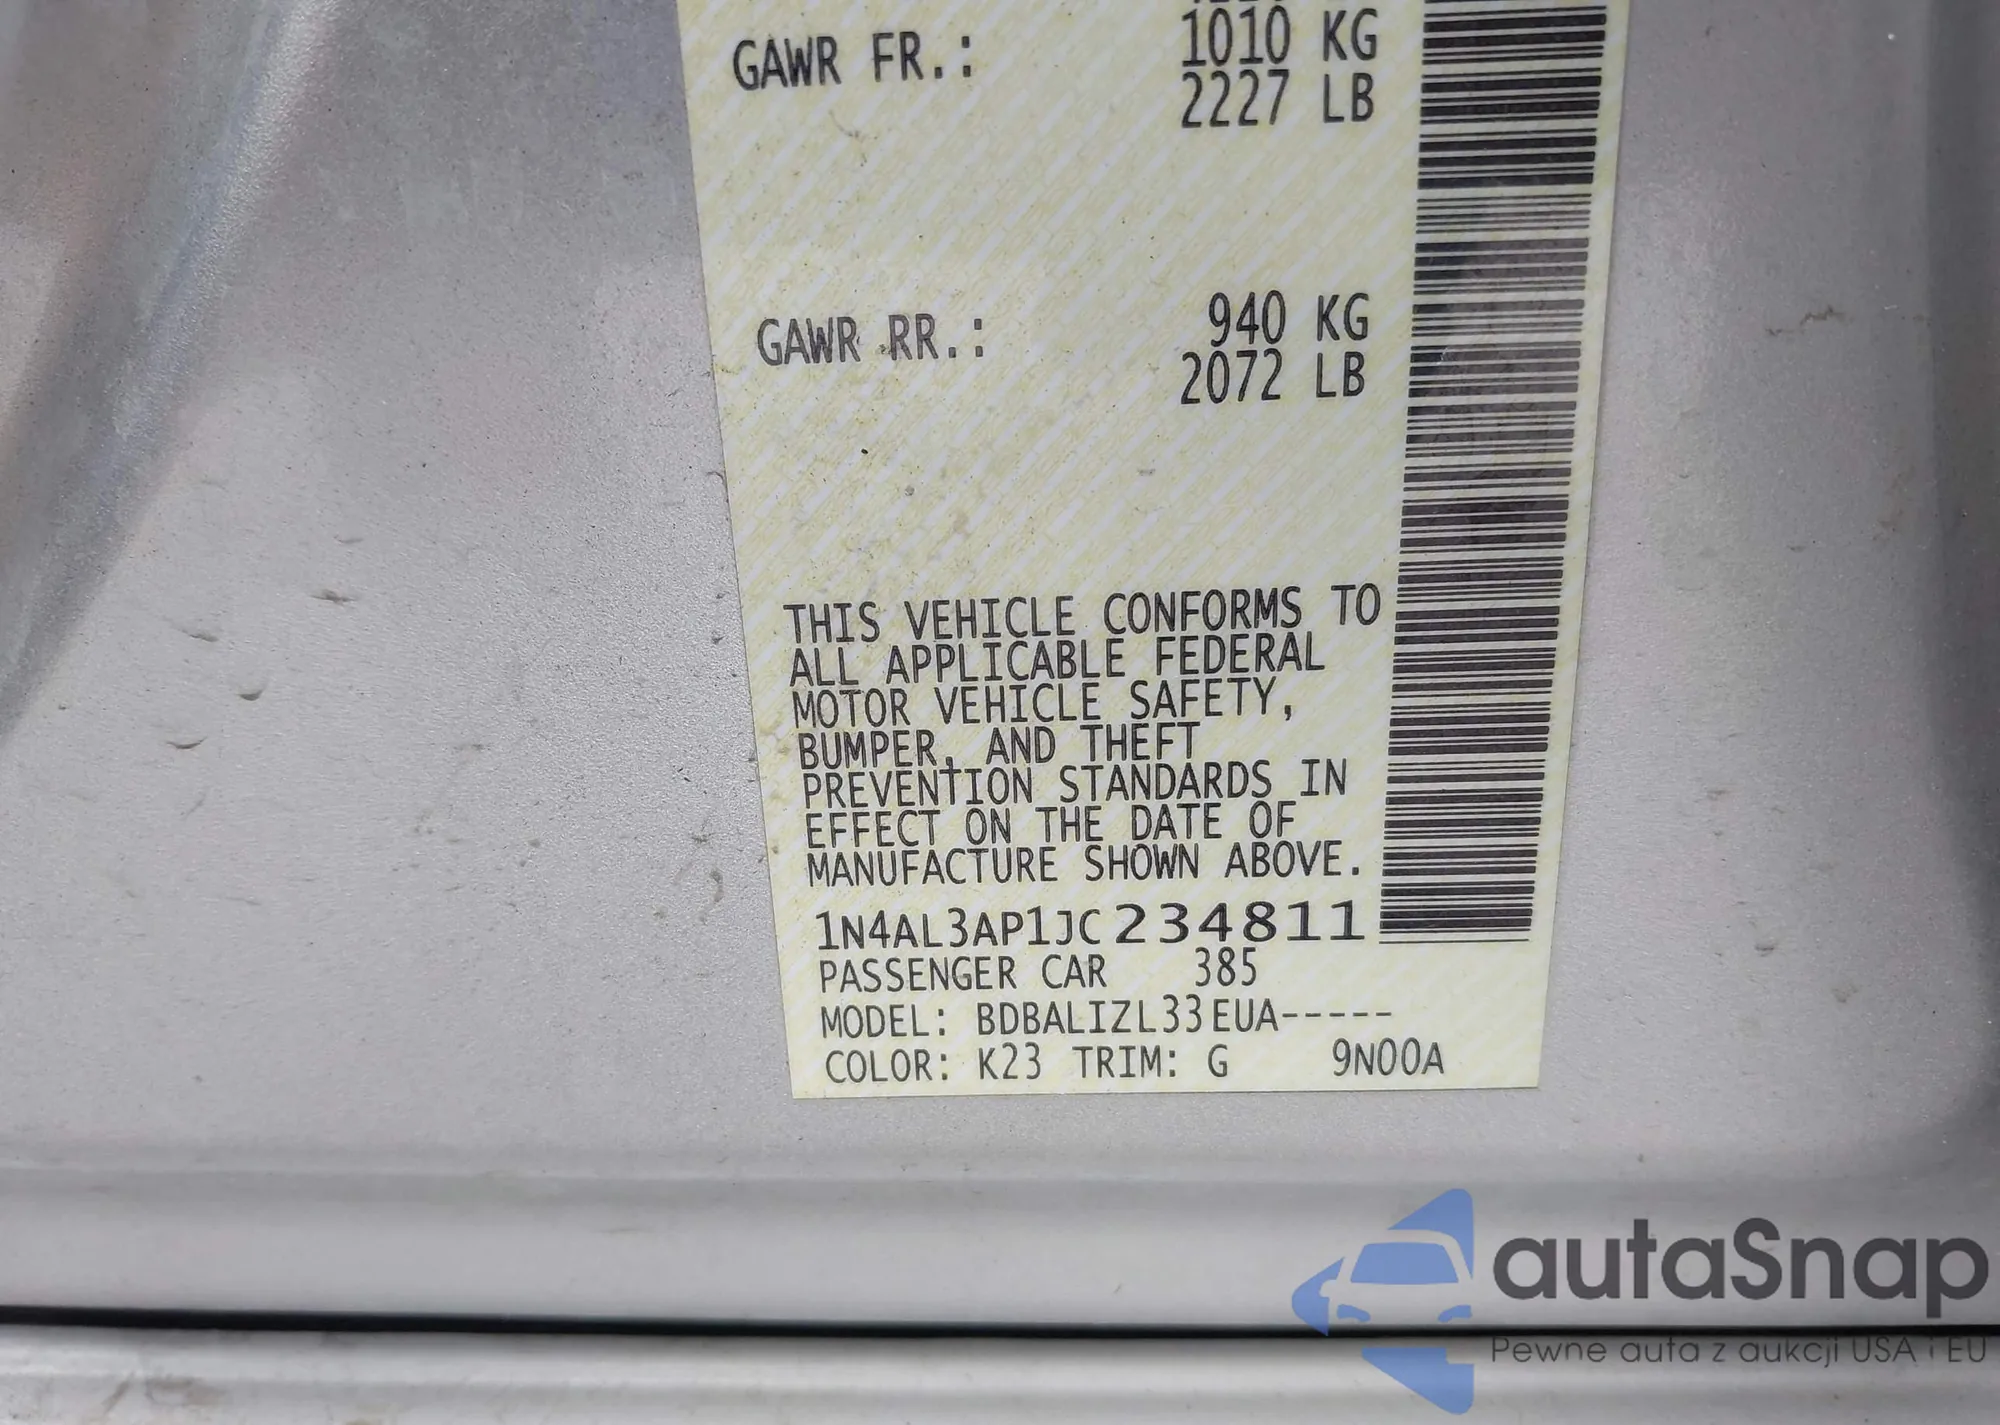 GAWR FR.: 1010 KG
2227 LB
GAWR RR.: 940 KG
2072 LB
THIS VEHICLE CONFORMS TO
ALL APPLICABLE FEDERAL
MOTOR VEHICLE SAFETY,
BUMPER, AND THEFT
PREVENTION STANDARDS IN
EFFECT ON THE DATE OF
MANUFACTURE SHOWN ABOVE.
1N4AL3AP1JC234811
PASSENGER CAR 385
MODEL: BDBALIZL33EUA-----
COLOR: K23 TRIM: G 9N00A
autaSnap
Pewne auta z aukcji USA i EU